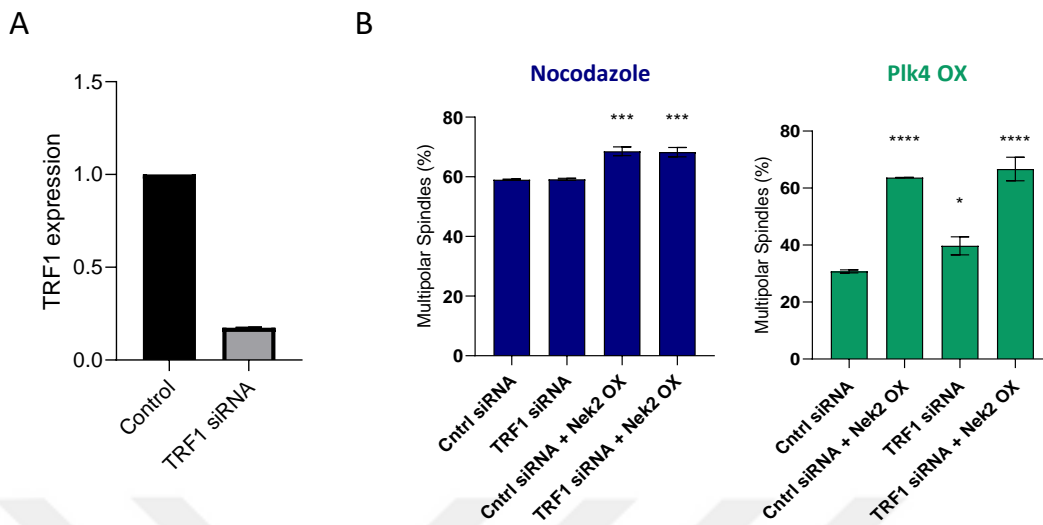 A
B
TRF1 expression
1.5
1.0
0.5
0.0
Control
TRF1 siRNA
Nocodazole
Multipolar Spindles (%)
80
60
40
20
0
***
***
Cntrl siRNA
TRF1 siRNA
Cntrl siRNA + Nek2 OX
TRF1 siRNA + Nek2 OX
Plk4 OX
Multipolar Spindles (%)
80
60
40
20
0
****
*
****
Cntrl siRNA
Cntrl siRNA + Nek2 OX
TRF1 siRNA
TRF1 siRNA + Nek2 OX